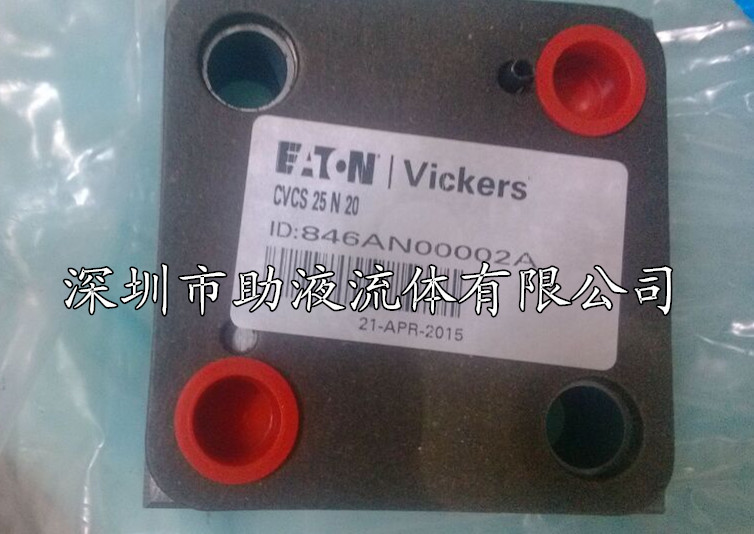 EATON | Vickers
CVCS 25 N 20
ID:846AN00002A
深圳市助液流体有限公司
21-APR-2015